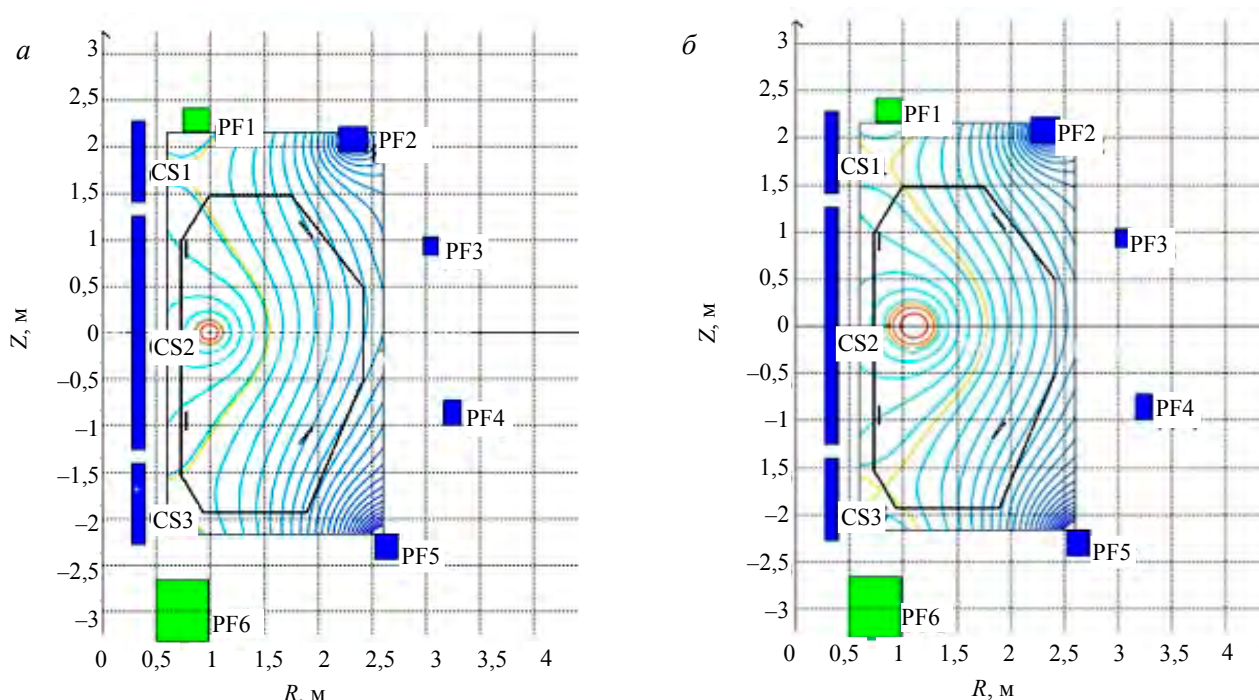 а
3
2,5
2
1,5
1
0,5
0
–0,5
–1
–1,5
–2
–2,5
–3
Z, м
PF1
PF2
CS1
PF3
CS2
PF4
CS3
PF5
PF6
0 0,5 1 1,5 2 2,5 3 3,5 4
R, м
б
3
2,5
2
1,5
1
0,5
0
–0,5
–1
–1,5
–2
–2,5
–3
Z, м
PF1
PF2
CS1
PF3
CS2
PF4
CS3
PF5
PF6
0 0,5 1 1,5 2 2,5 3 3,5 4
R, м